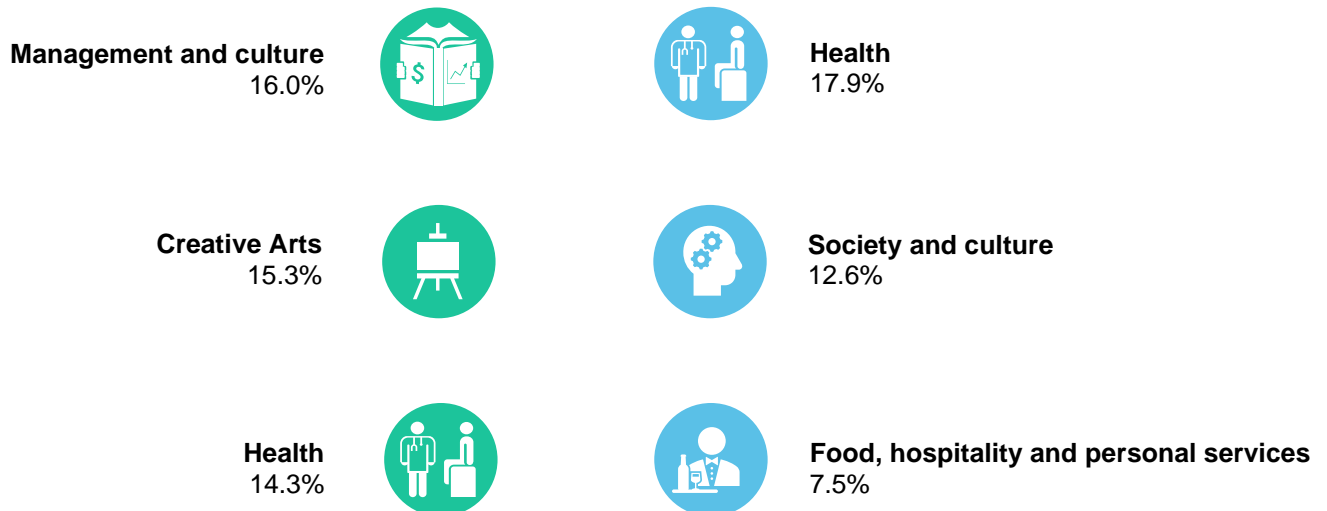 Management and culture
16.0%
$
Health
17.9%
Creative Arts
15.3%
Society and culture
12.6%
Health
14.3%
Food, hospitality and personal services
7.5%